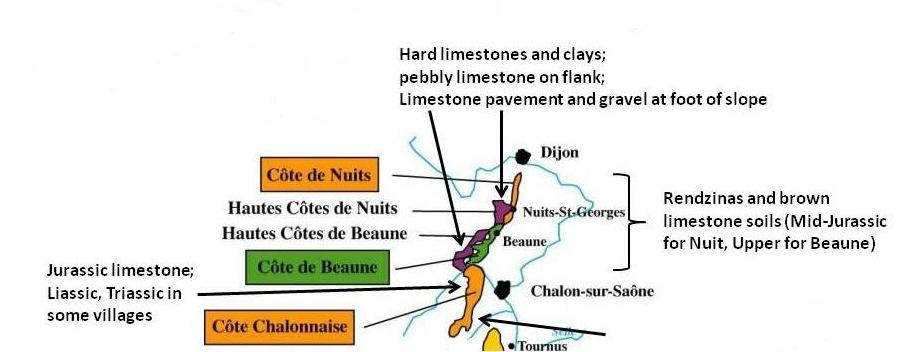 Hard limestones and clays;
pebbly limestone on flank;
Limestone pavement and gravel at foot of slope
Dijon
Côte de Nuits
Hautes Côtes de Nuits
Nuits-St-Georges
Rendzinas and brown
limestone soils (Mid-Jurassic
for Nuit, Upper for Beaune)
Hautes Côtes de Beaune
Beaune
Côte de Beaune
Jurassic limestone;
Liassic, Triassic in
some villages
Chalon-sur-Saône
Côte Chalonnaise
Tournus